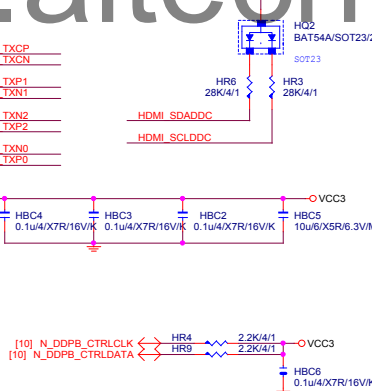 .aitech
HQ2
BAT54A/SOT23/2
SOT23
TXCP
TXCN
TXP1
TXN1
HR6
28K/4/1
HR3
28K/4/1
TXN2
TXP2
HDMI_SDADDC
HDMI_SCLDDC
TXN0
TXP0
VCC3
HBC4
0.1u/4/X7R/16V/K
HBC3
0.1u/4/X7R/16V/K
HBC2
0.1u/4/X7R/16V/K
HBC5
10u/6/X5R/6.3V/M
[10] N_DDPB_CTRLCLK
HR4
2.2K/4/1
VCC3
[10] N_DDPB_CTRLDATA
HR9
2.2K/4/1
HBC6
0.1u/4/X7R/16V/K